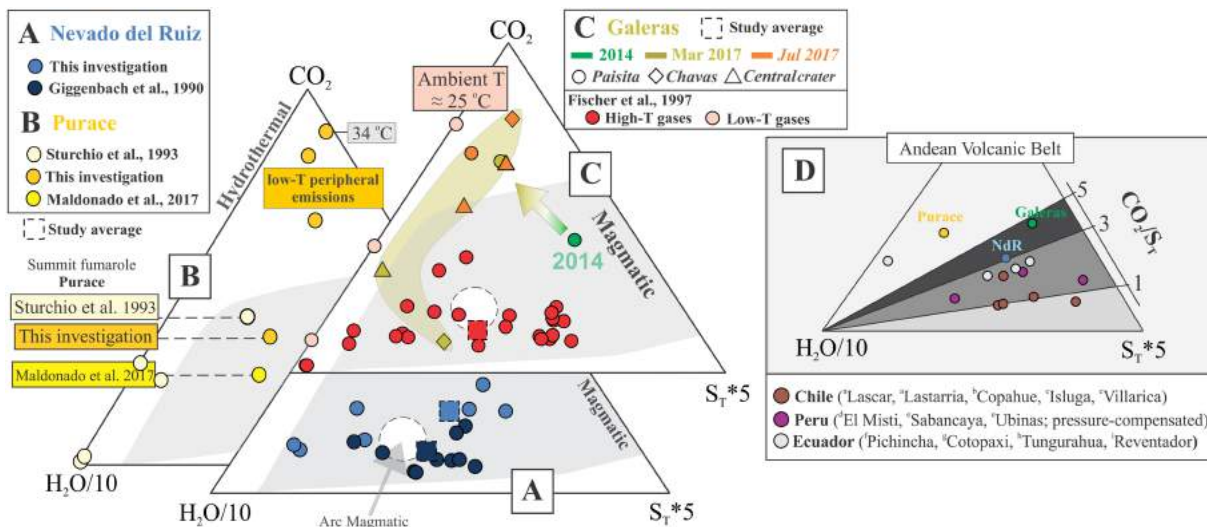 A Nevado del Ruiz
This investigation
Giggenbach et al., 1990
B Purace
Sturchio et al., 1993
This investigation
Maldonado et al., 2017
Study average
C Galeras Study average
2014 Mar 2017 Jul 2017
Paisita Chavas Central crater
Fischer et al., 1997
High-T gases Low-T gases
CO₂
Ambient T
≈ 25 °C
CO₂
34 °C
Hydrothermal
low-T peripheral
emissions
C
Magmatic
2014
B
Summit fumarole
Purace
Sturchio et al. 1993
This investigation
Maldonado et al. 2017
S_T*5
Magmatic
H₂O/10
A
H₂O/10
S_T*5
Arc Magmatic
D
Andean Volcanic Belt
5
3
1
CO₂/S_T
Purace
Galeras
NdR
H₂O/10
S_T*5
Chile (ᵃLascar, ᵃLastarria, ᵇCopahue, ᶜIsluga, ᶜVillarica)
Peru (ᵈEl Misti, ᵉSabancaya, ᵉUbinas; pressure-compensated)
Ecuador (ᶠPichincha, ᵍCotopaxi, ʰTungurahua, ⁱReventador)